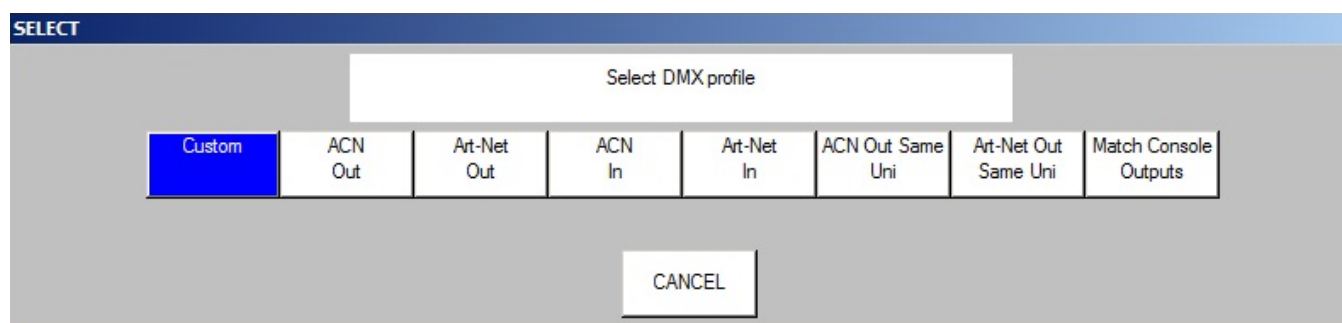 SELECT
Select DMX profile
Custom
ACN
Out
Art-Net
Out
ACN
In
Art-Net
In
ACN Out Same
Uni
Art-Net Out
Same Uni
Match Console
Outputs
CANCEL